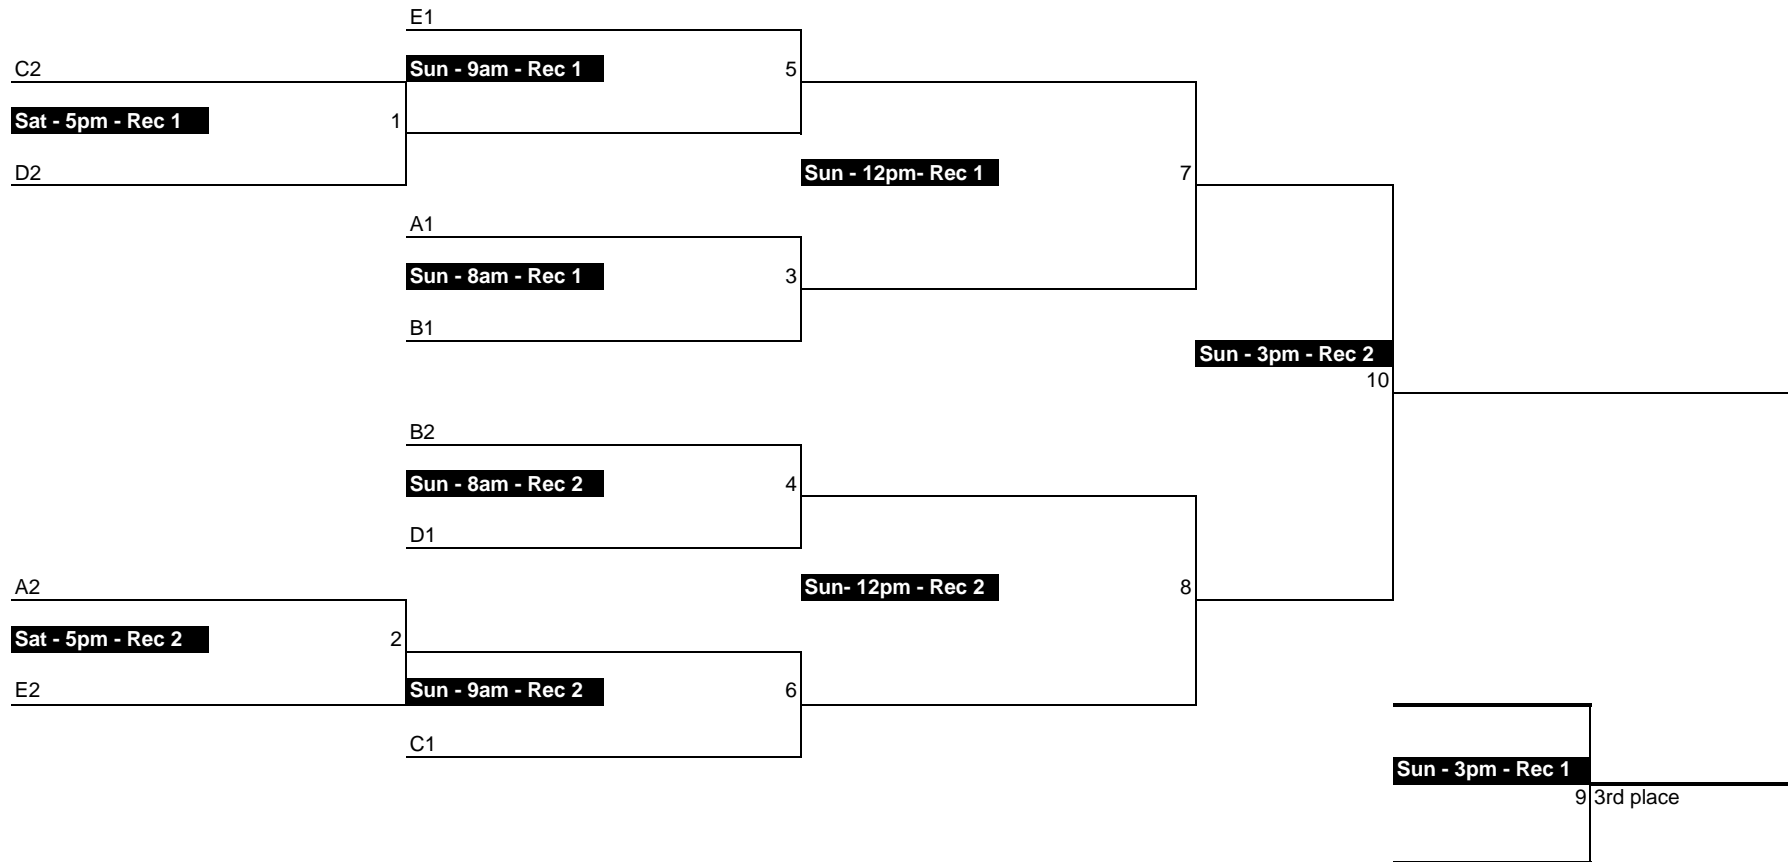 E1
C2
Sun - 9am - Rec 1 5
Sat - 5pm - Rec 1 1
D2
Sun - 12pm- Rec 1 7
A1
Sun - 8am - Rec 1 3
B1
Sun - 3pm - Rec 2
10
B2
Sun - 8am - Rec 2 4
D1
A2
Sun- 12pm - Rec 2 8
Sat - 5pm - Rec 2 2
E2
Sun - 9am - Rec 2 6
C1
Sun - 3pm - Rec 1
9 3rd place